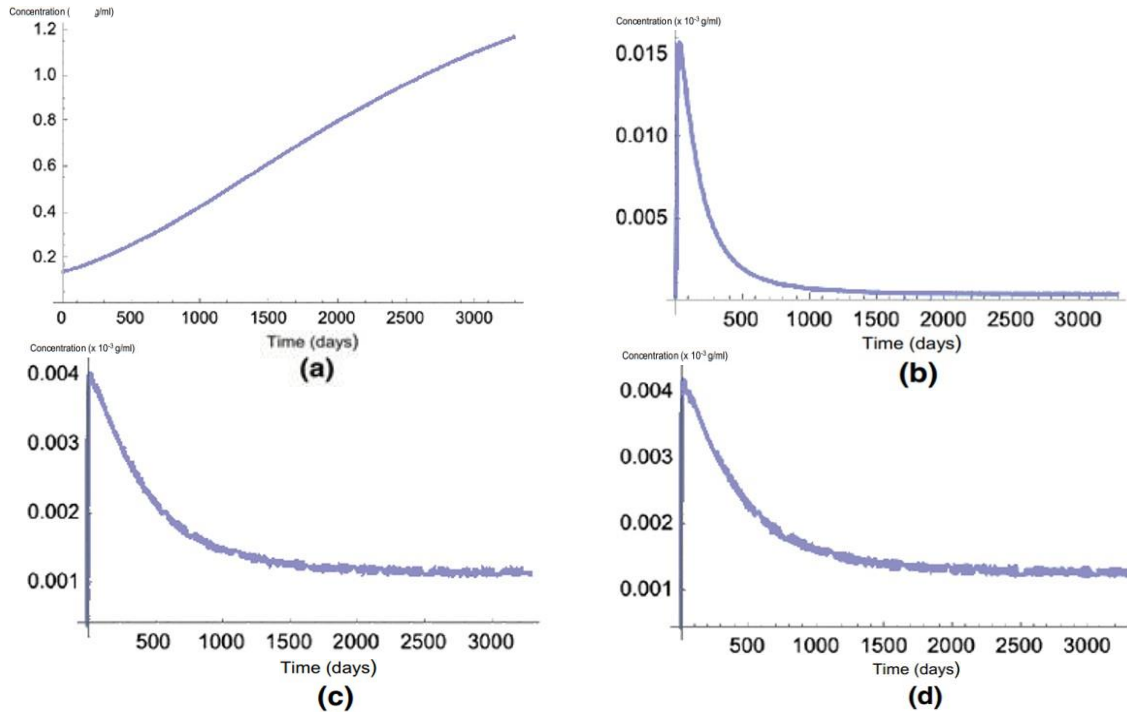 Concentration ( g/ml)
1.2
1.0
0.8
0.6
0.4
0.2
0 500 1000 1500 2000 2500 3000
Time (days)
(a)
Concentration (x 10⁻³ g/ml)
0.015
0.010
0.005
500 1000 1500 2000 2500 3000
Time (days)
(b)
Concentration (x 10⁻³ g/ml)
0.004
0.003
0.002
0.001
500 1000 1500 2000 2500 3000
Time (days)
(c)
Concentration (x 10⁻³ g/ml)
0.004
0.003
0.002
0.001
500 1000 1500 2000 2500 3000
Time (days)
(d)